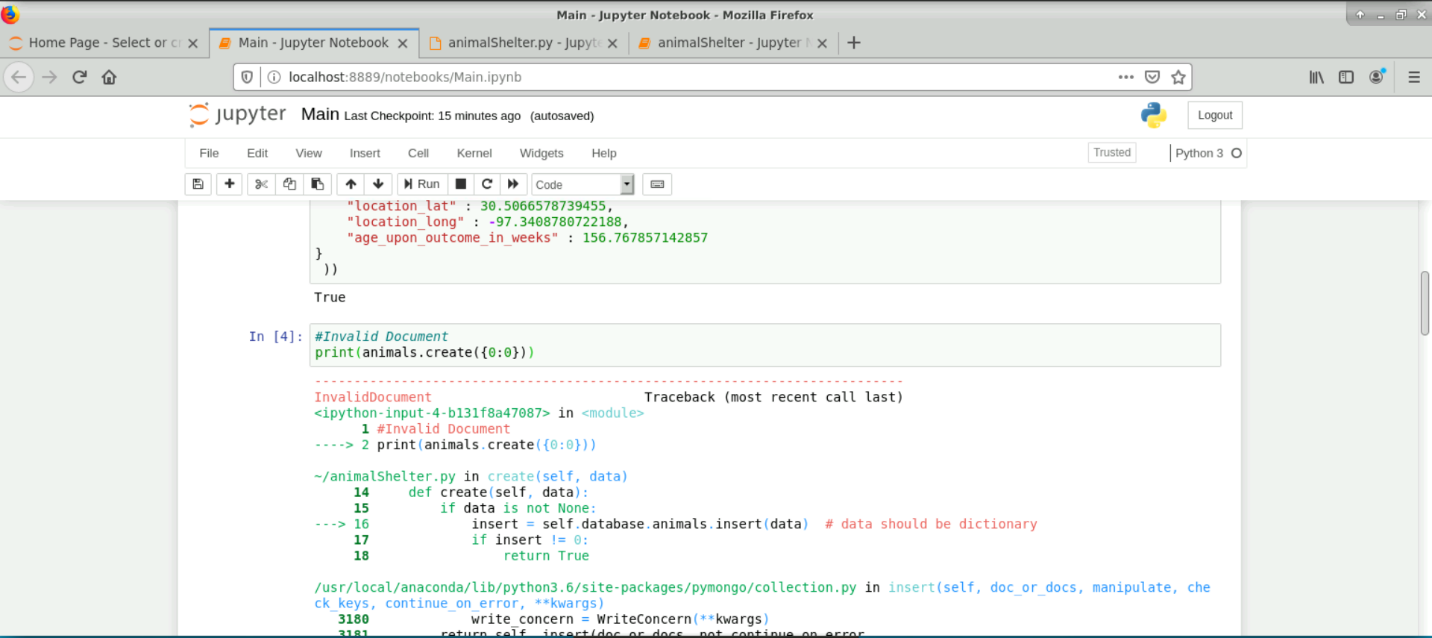 Main - Jupyter Notebook - Mozilla Firefox
Home Page - Select or c
Main - Jupyter Notebook
animalShelter.py - Jupyt
animalShelter - Jupyter
localhost:8889/notebooks/Main.ipynb
jupyter Main Last Checkpoint: 15 minutes ago (autosaved)
Logout
File Edit View Insert Cell Kernel Widgets Help
Trusted
Python 3
Run
Code
"location_lat" : 30.5066578739455,
"location_long" : -97.3408780722188,
"age_upon_outcome_in_weeks" : 156.767857142857
}
))
True
In [4]: #Invalid Document
print(animals.create({0:0}))
---------------------------------------------------------------------------
InvalidDocument Traceback (most recent call last)
<ipython-input-4-b131f8a47087> in <module>
1 #Invalid Document
----> 2 print(animals.create({0:0}))
~/animalShelter.py in create(self, data)
14 def create(self, data):
15 if data is not None:
---> 16 insert = self.database.animals.insert(data) # data should be dictionary
17 if insert != 0:
18 return True
/usr/local/anaconda/lib/python3.6/site-packages/pymongo/collection.py in insert(self, doc_or_docs, manipulate, che
ck_keys, continue_on_error, **kwargs)
3180 write_concern = WriteConcern(**kwargs)
3181 return self._insert(doc_or_docs, not continue_on_error,